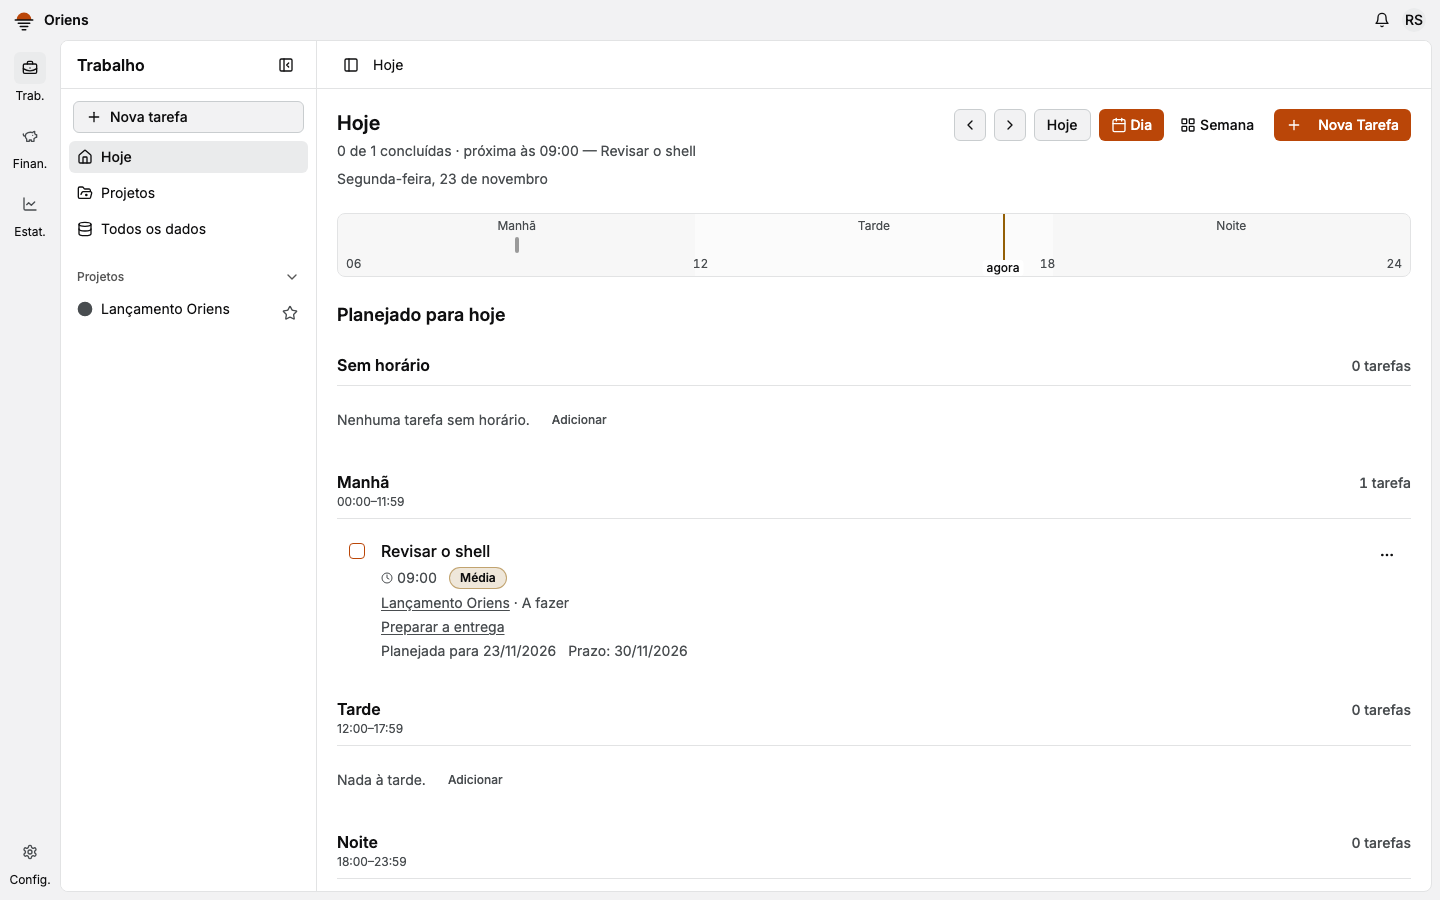 Oriens
RS
Trab.
Finan.
Estat.
Config.
Trabalho
Nova tarefa
Hoje
Projetos
Todos os dados
Projetos
Lançamento Oriens
Hoje
Hoje
0 de 1 concluídas · próxima às 09:00 — Revisar o shell
Segunda-feira, 23 de novembro
Hoje
Dia
Semana
Nova Tarefa
Manhã
Tarde
Noite
06
12
agora
18
24
Planejado para hoje
Sem horário
0 tarefas
Nenhuma tarefa sem horário. Adicionar
Manhã
1 tarefa
00:00–11:59
Revisar o shell
09:00 Média
Lançamento Oriens · A fazer
Preparar a entrega
Planejada para 23/11/2026 Prazo: 30/11/2026
Tarde
0 tarefas
12:00–17:59
Nada à tarde. Adicionar
Noite
0 tarefas
18:00–23:59